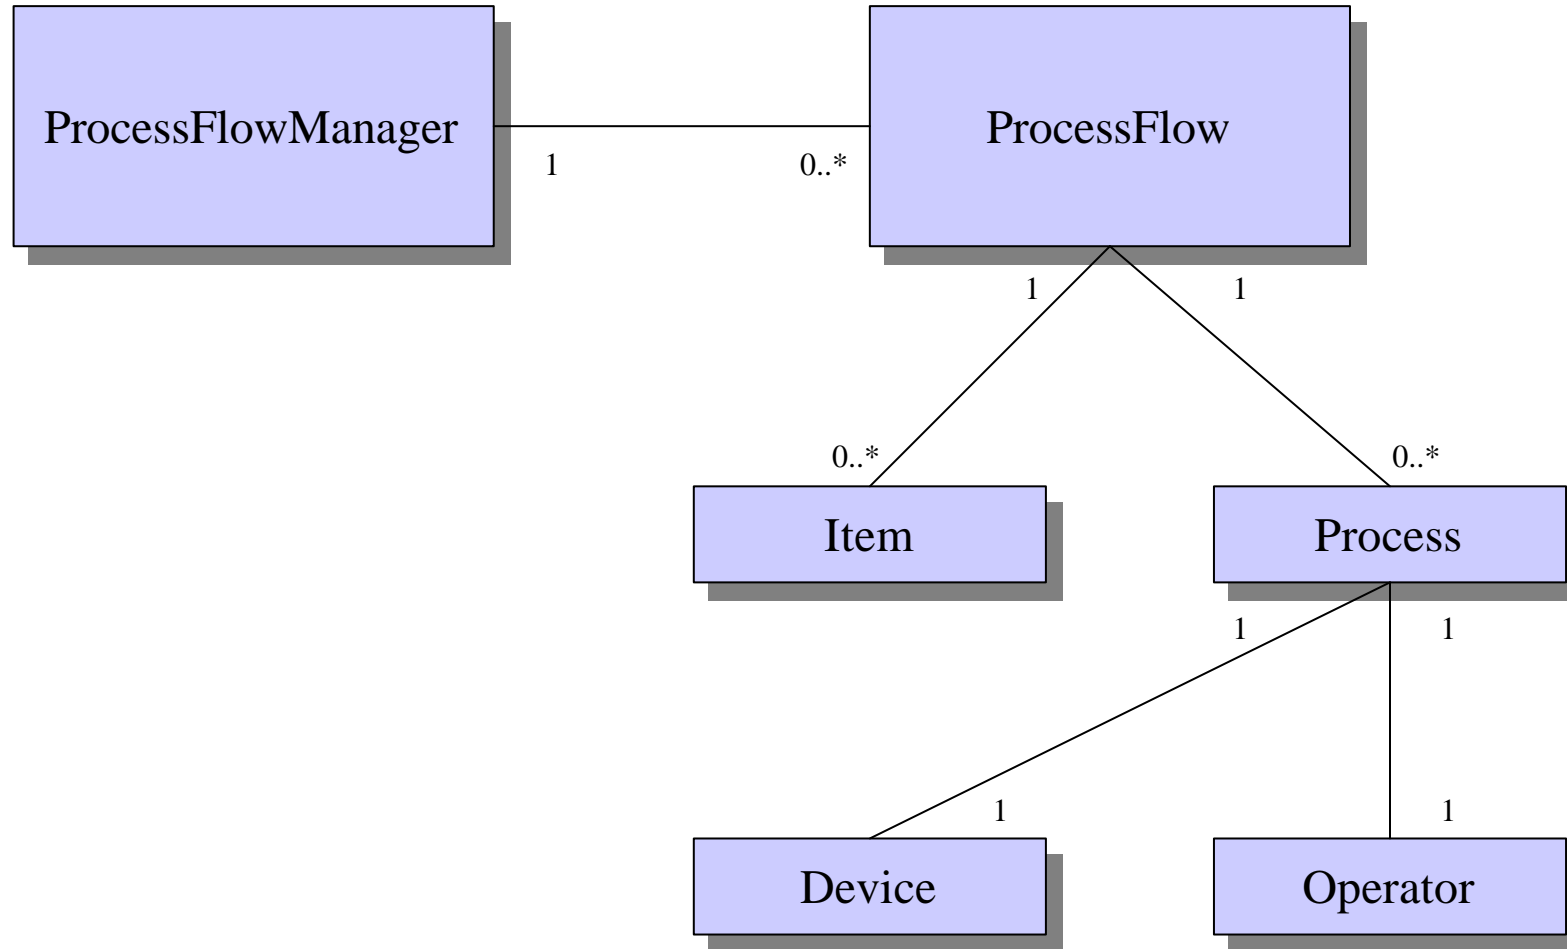 ProcessFlowManager
ProcessFlow
1
0..*
1
1
0..*
0..*
Item
Process
1
1
1
1
Device
Operator